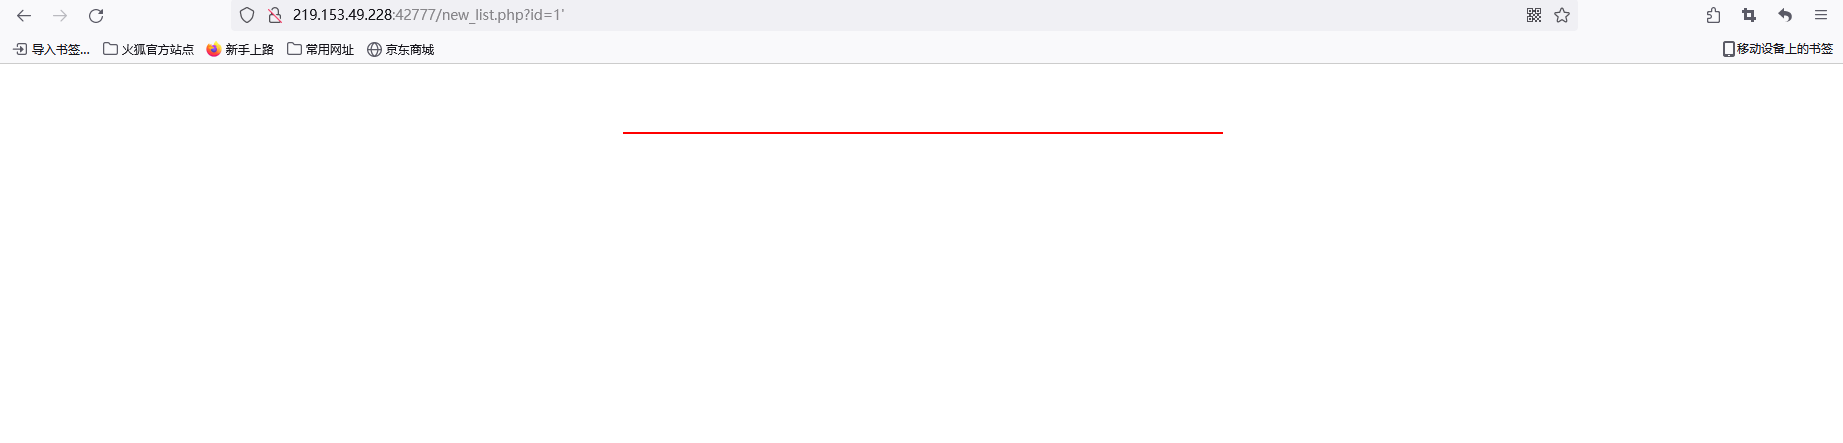 219.153.49.228:42777/new_list.php?id=1'
导入书签... 火狐官方站点 新手上路 常用网址 京东商城 移动设备上的书签